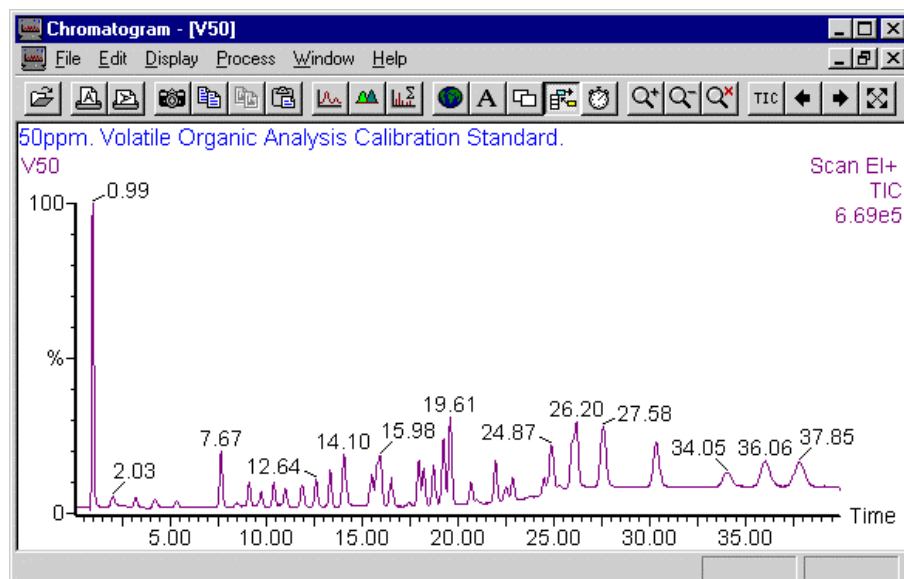 Chromatogram - [V50]
File Edit Display Process Window Help
A TIC
50ppm. Volatile Organic Analysis Calibration Standard.
V50 Scan EI+
TIC
6.69e5
0.99
100
%
19.61
26.20
27.58
14.10
15.98
24.87
7.67
12.64
34.05
36.06
37.85
2.03
0
Time
5.00 10.00 15.00 20.00 25.00 30.00 35.00